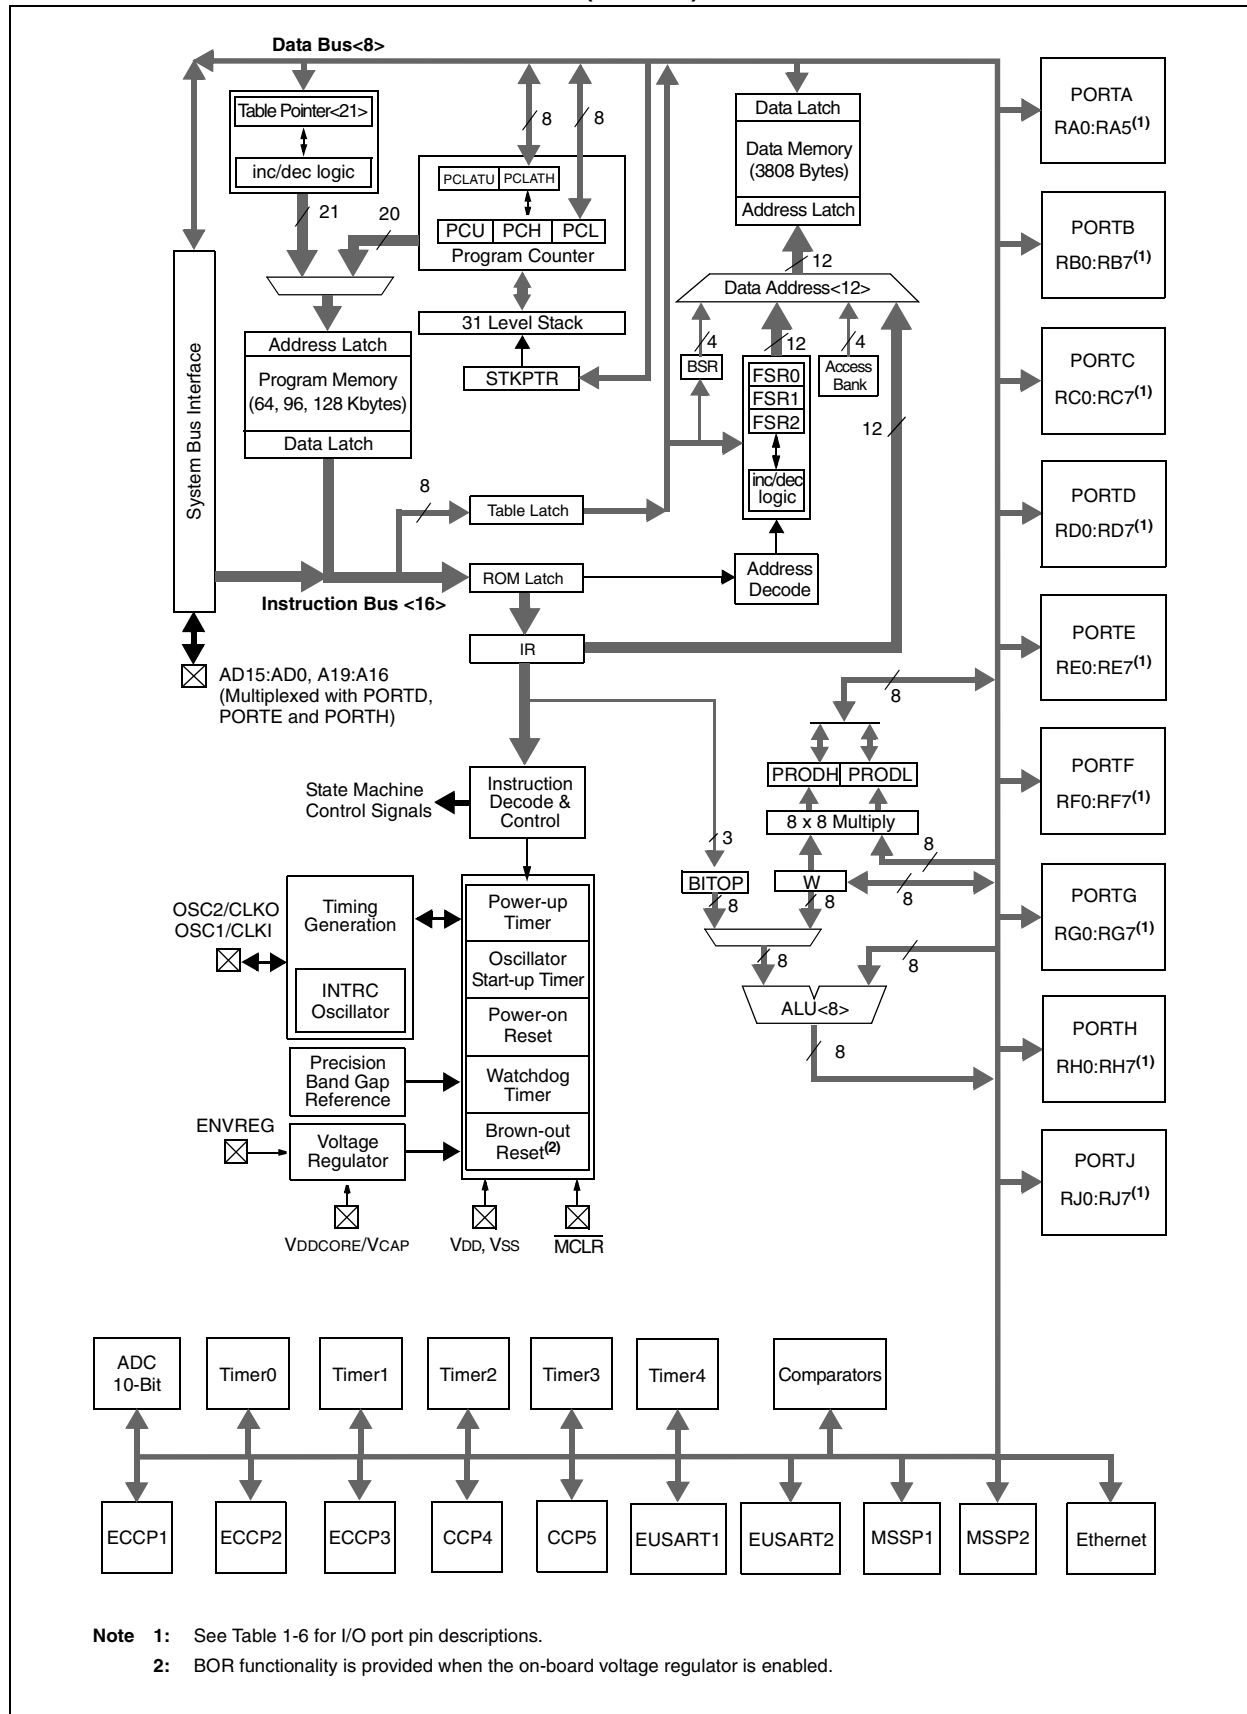 Data Bus<8>
Table Pointer<21>
inc/dec logic
21
20
8
8
PCLATU PCLATH
PCU PCH PCL
Program Counter
31 Level Stack
STKPTR
Data Latch
Data Memory
(3808 Bytes)
Address Latch
12
Data Address<12>
4
12
4
BSR
FSR0
FSR1
FSR2
inc/dec
logic
Access
Bank
12
Address
Decode
System Bus Interface
Address Latch
Program Memory
(64, 96, 128 Kbytes)
Data Latch
8
Table Latch
ROM Latch
Instruction Bus <16>
IR
AD15:AD0, A19:A16
(Multiplexed with PORTD,
PORTE and PORTH)
State Machine
Control Signals
Instruction
Decode &
Control
8
PRODH PRODL
8 x 8 Multiply
3
8
BITOP
W
8
8
8
8
8
ALU<8>
8
OSC2/CLKO
OSC1/CLKI
Timing
Generation
INTRC
Oscillator
Power-up
Timer
Oscillator
Start-up Timer
Power-on
Reset
Watchdog
Timer
Brown-out
Reset(2)
Precision
Band Gap
Reference
ENVREG
Voltage
Regulator
VDDCORE/VCAP
VDD, VSS
MCLR
PORTA
RA0:RA5(1)
PORTB
RB0:RB7(1)
PORTC
RC0:RC7(1)
PORTD
RD0:RD7(1)
PORTE
RE0:RE7(1)
PORTF
RF0:RF7(1)
PORTG
RG0:RG7(1)
PORTH
RH0:RH7(1)
PORTJ
RJ0:RJ7(1)
ADC
10-Bit
Timer0
Timer1
Timer2
Timer3
Timer4
Comparators
ECCP1
ECCP2
ECCP3
CCP4
CCP5
EUSART1
EUSART2
MSSP1
MSSP2
Ethernet
Note 1: See Table 1-6 for I/O port pin descriptions.
2: BOR functionality is provided when the on-board voltage regulator is enabled.